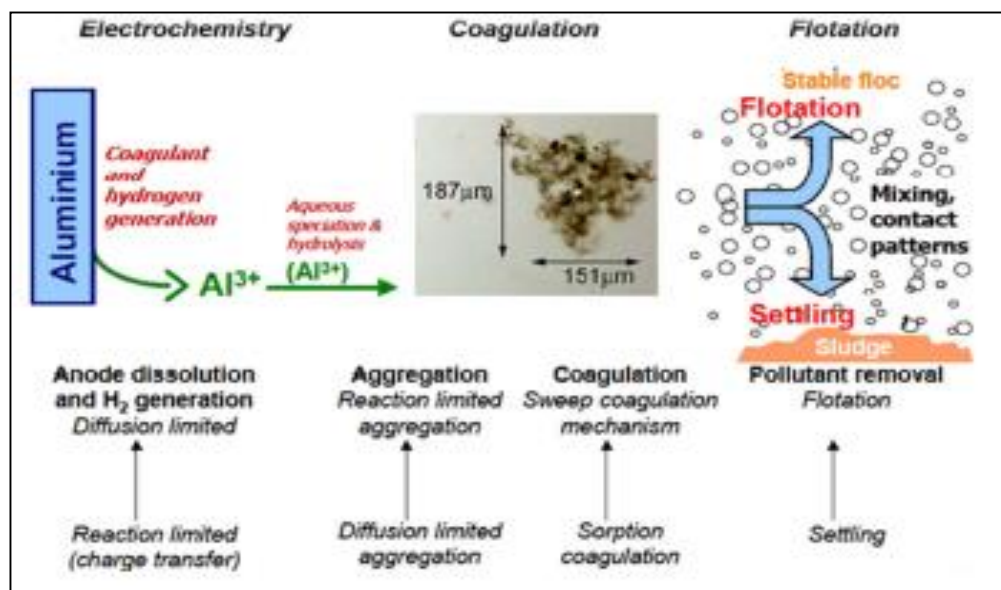 Electrochemistry
Coagulation
Flotation
Aluminium
Coagulant
and
hydrogen
generation
Al³⁺
Aqueous
speciation &
hydrolysis
(Al³⁺)
187µm
151µm
Stable floc
Flotation
Mixing,
contact
patterns
Settling
Sludge
Anode dissolution
and H₂ generation
Diffusion limited
Reaction limited
(charge transfer)
Aggregation
Reaction limited
aggregation
Diffusion limited
aggregation
Coagulation
Sweep coagulation
mechanism
Sorption
coagulation
Pollutant removal
Flotation
Settling